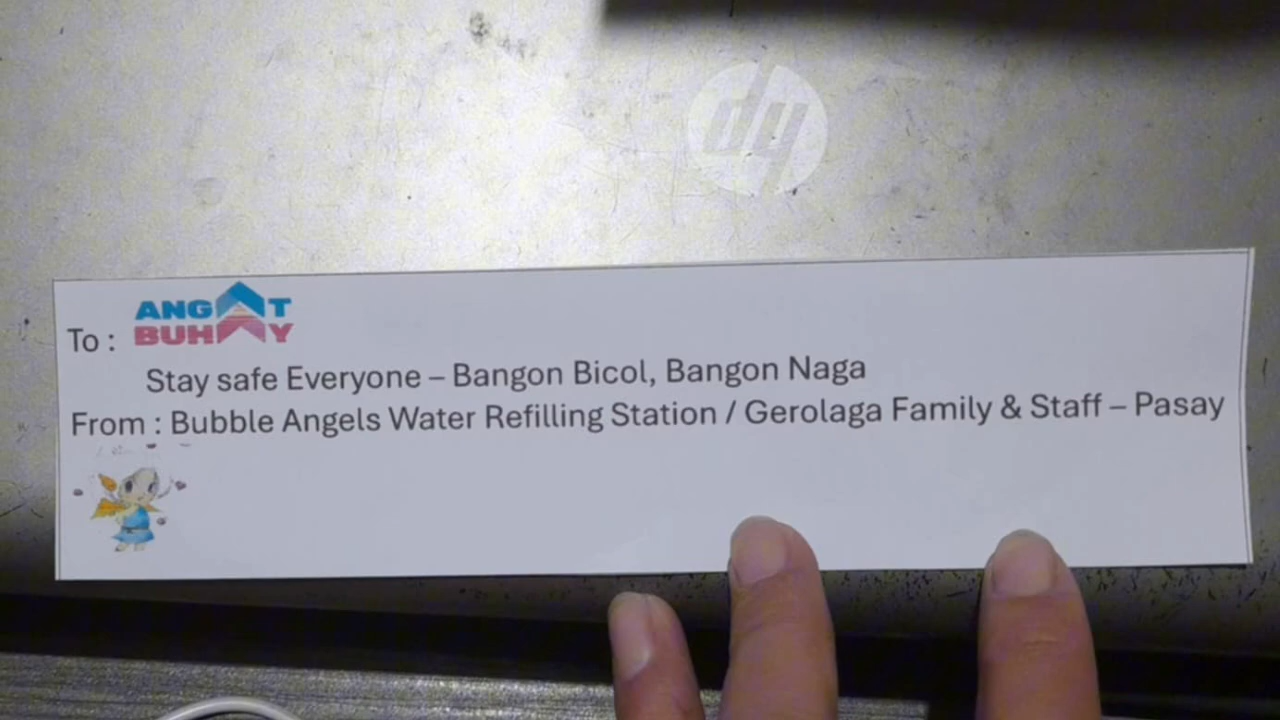 hp
To : ANGAT BUHAY
Stay safe Everyone – Bangon Bicol, Bangon Naga
From : Bubble Angels Water Refilling Station / Gerolaga Family & Staff – Pasay